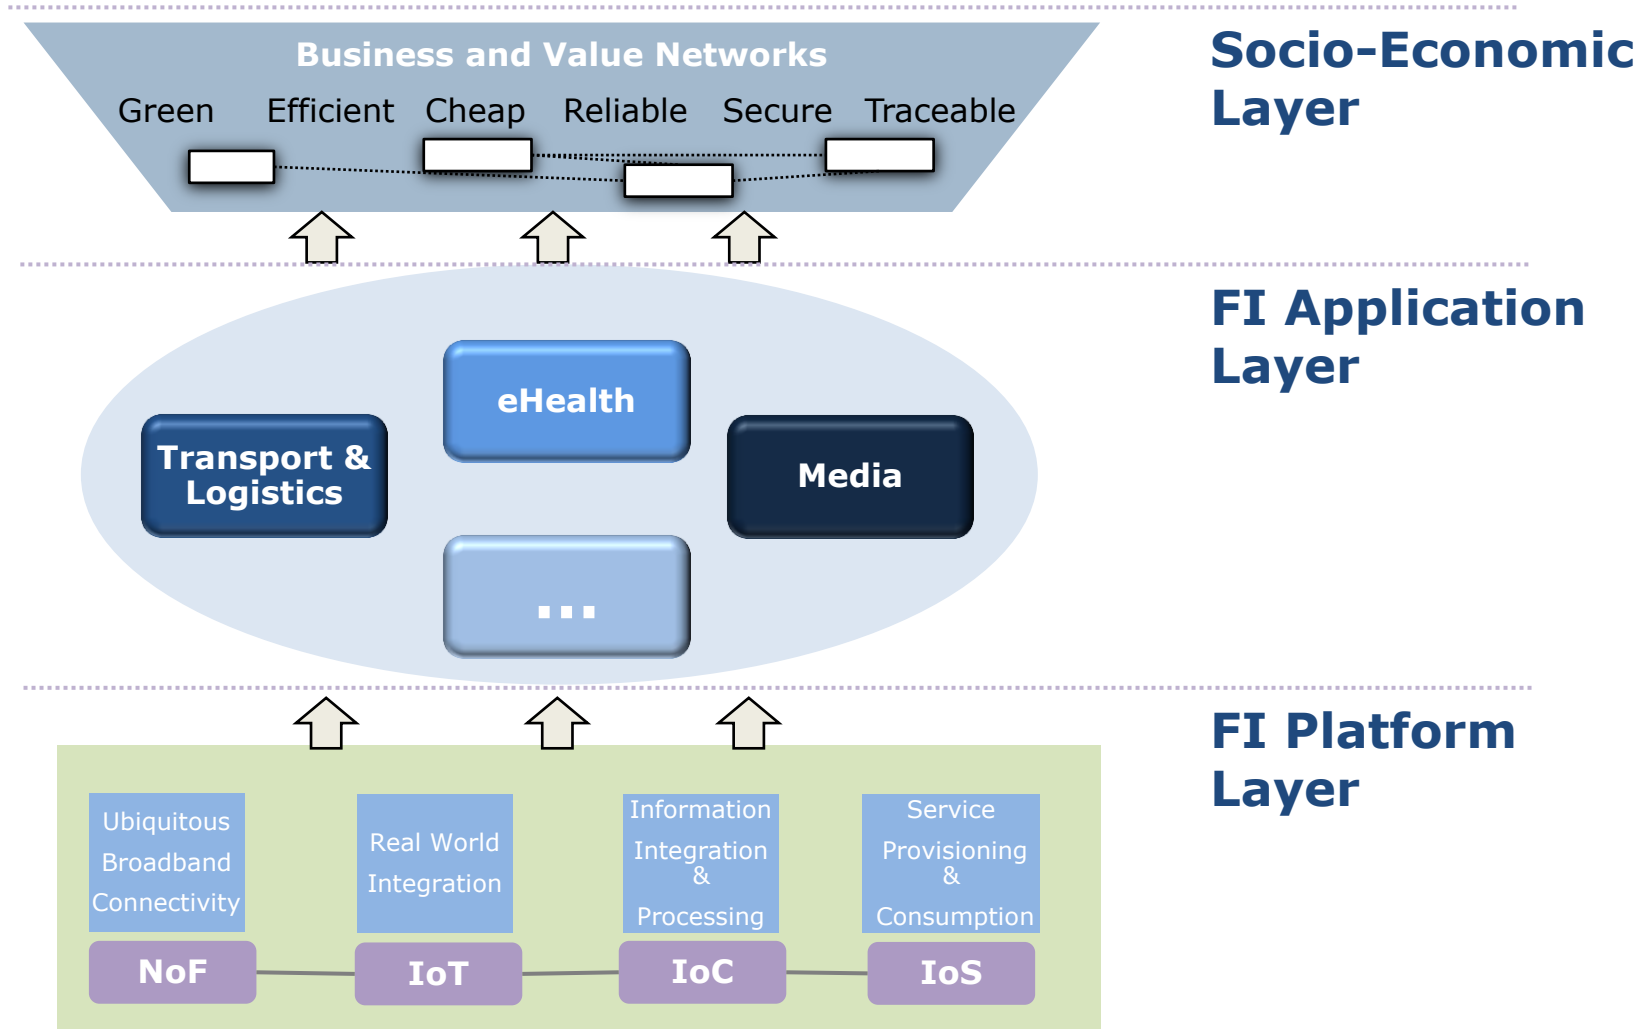 Business and Value Networks
Green Efficient Cheap Reliable Secure Traceable
Socio-Economic
Layer
FI Application
Layer
eHealth
Transport &
Logistics
Media
...
FI Platform
Layer
Ubiquitous
Broadband
Connectivity
Real World
Integration
Information
Integration
&
Processing
Service
Provisioning
&
Consumption
NoF
IoT
IoC
IoS